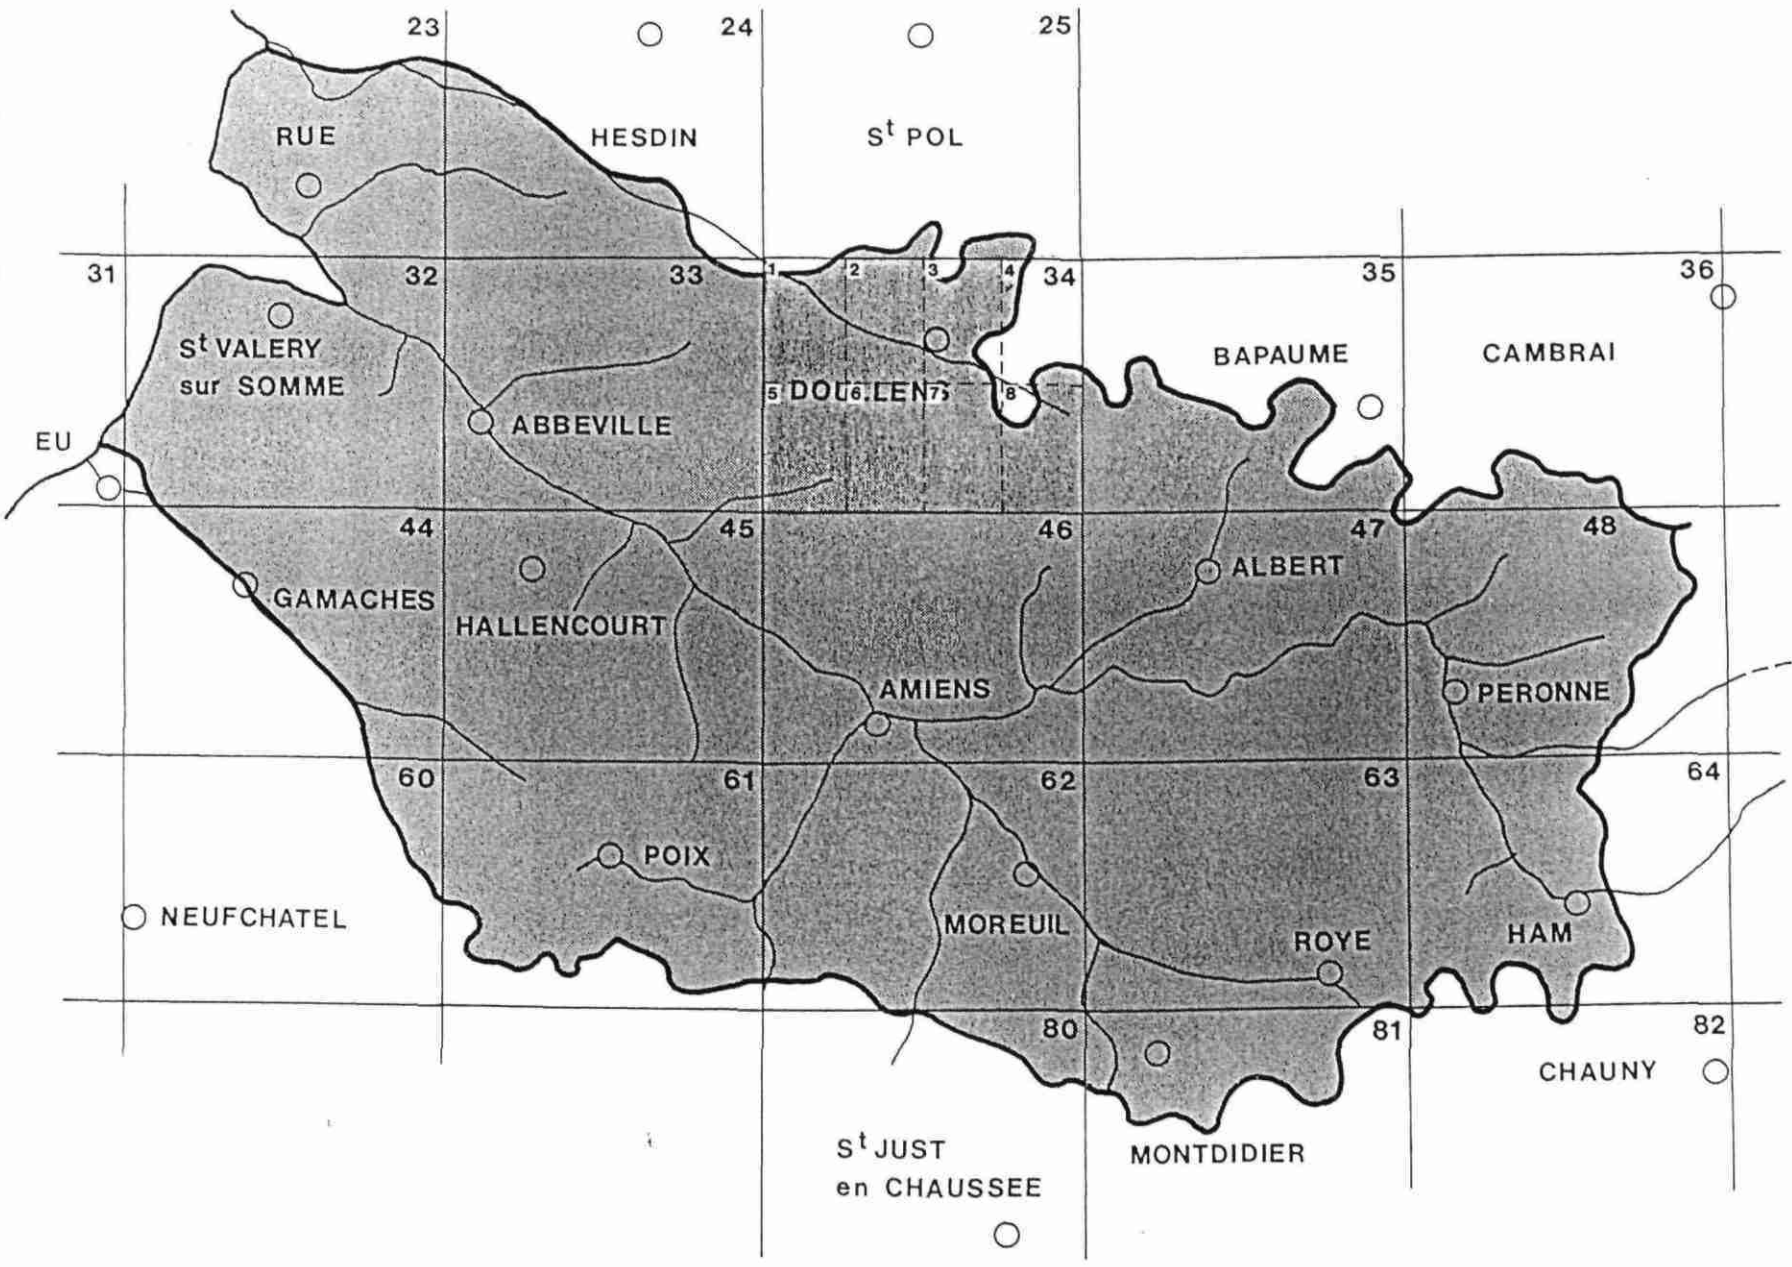 23
24
25
RUE
HESDIN
St POL
31
32
33
1
2
3
4
34
35
36
St VALERY
sur SOMME
BAPAUME
CAMBRAI
5
DOULLENS
6
7
8
EU
ABBEVILLE
44
45
46
47
48
GAMACHES
HALLENCOURT
ALBERT
AMIENS
PERONNE
60
61
62
63
64
POIX
NEUFCHATEL
MOREUIL
ROYE
HAM
80
81
82
CHAUNY
St JUST
en CHAUSSEE
MONTDIDIER